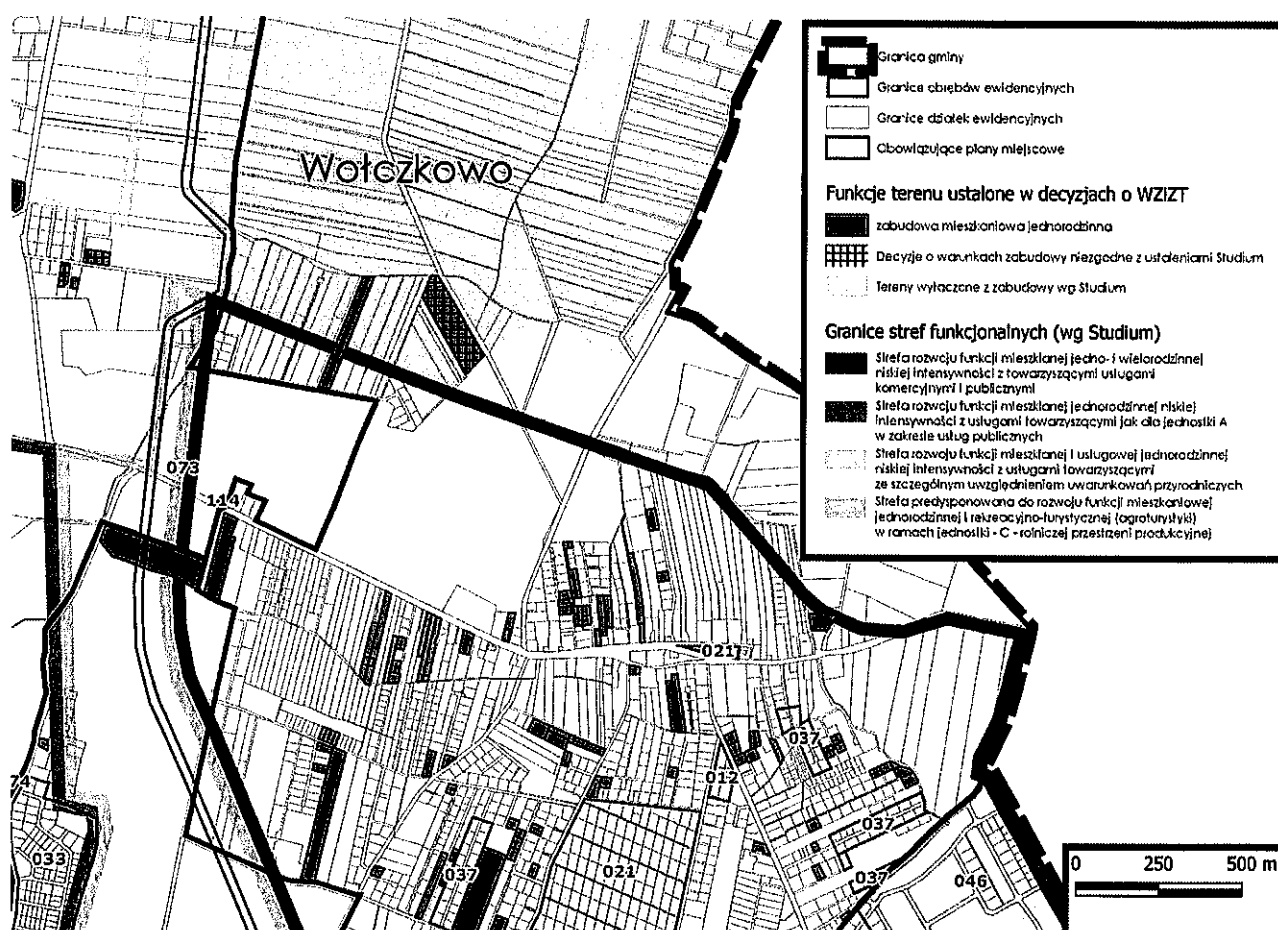 Granica gminy
Granice obrębów ewidencyjnych
Granice działek ewidencyjnych
Obowiązujące plany miejscowe
Funkcje terenu ustalone w decyzjach o WZIZT
zabudowa mieszkaniowa jednorodzinna
Decyzje o warunkach zabudowy niezgodne z ustaleniami Studium
Tereny wyłączone z zabudowy wg Studium
Granice stref funkcjonalnych (wg Studium)
Strefa rozwoju funkcji mieszklanej jedno- i wielorodzinnej
niskiej intensywności z towarzyszącymi usługami
komercyjnymi i publicznymi
Strefa rozwoju funkcji mieszklanej jednorodzinnej niskiej
intensywności z usługami towarzyszącymi jak dla jednostki A
w zakresie usług publicznych
Strefa rozwoju funkcji mieszklanej i usługowej jednorodzinnej
niskiej intensywności z usługami towarzyszącymi
ze szczególnym uwzględnieniem uwarunkowań przyrodniczych
Strefa predysponowana do rozwoju funkcji mieszkaniowej
jednorodzinnej i rekreacyjno-turystycznej (agroturystyki)
w ramach jednostki - C - rolniczej przestrzeni produkcyjnej
Wołczkowo
073
114
021
037
012
74
033
037
037
021
037
046
0 250 500 m